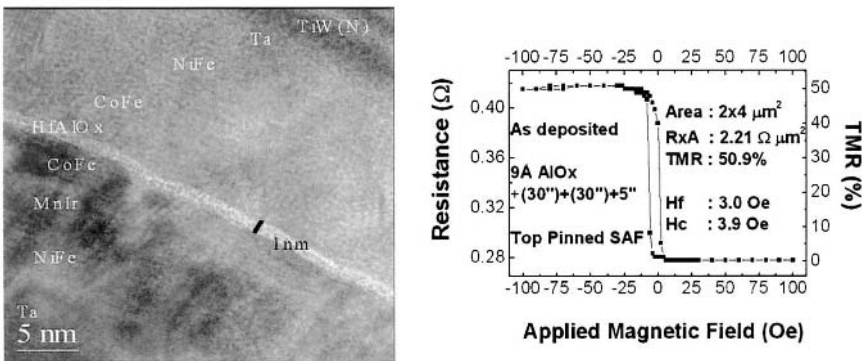 TiW (N)
Ta
NiFe
CoFe
HfAlOx
CoFe
MnIr
1nm
NiFe
Ta
5 nm
-100 -75 -50 -25 0 25 50 75 100
Resistance (Ω)
0.40
0.36
0.32
0.28
As deposited
9A AlOx
+(30")+(30")+5"
Top Pinned SAF
Area : 2x4 μm²
RxA : 2.21 Ω μm²
TMR : 50.9%
Hf : 3.0 Oe
Hc : 3.9 Oe
50
40
30
20
10
0
TMR (%)
-100 -75 -50 -25 0 25 50 75 100
Applied Magnetic Field (Oe)